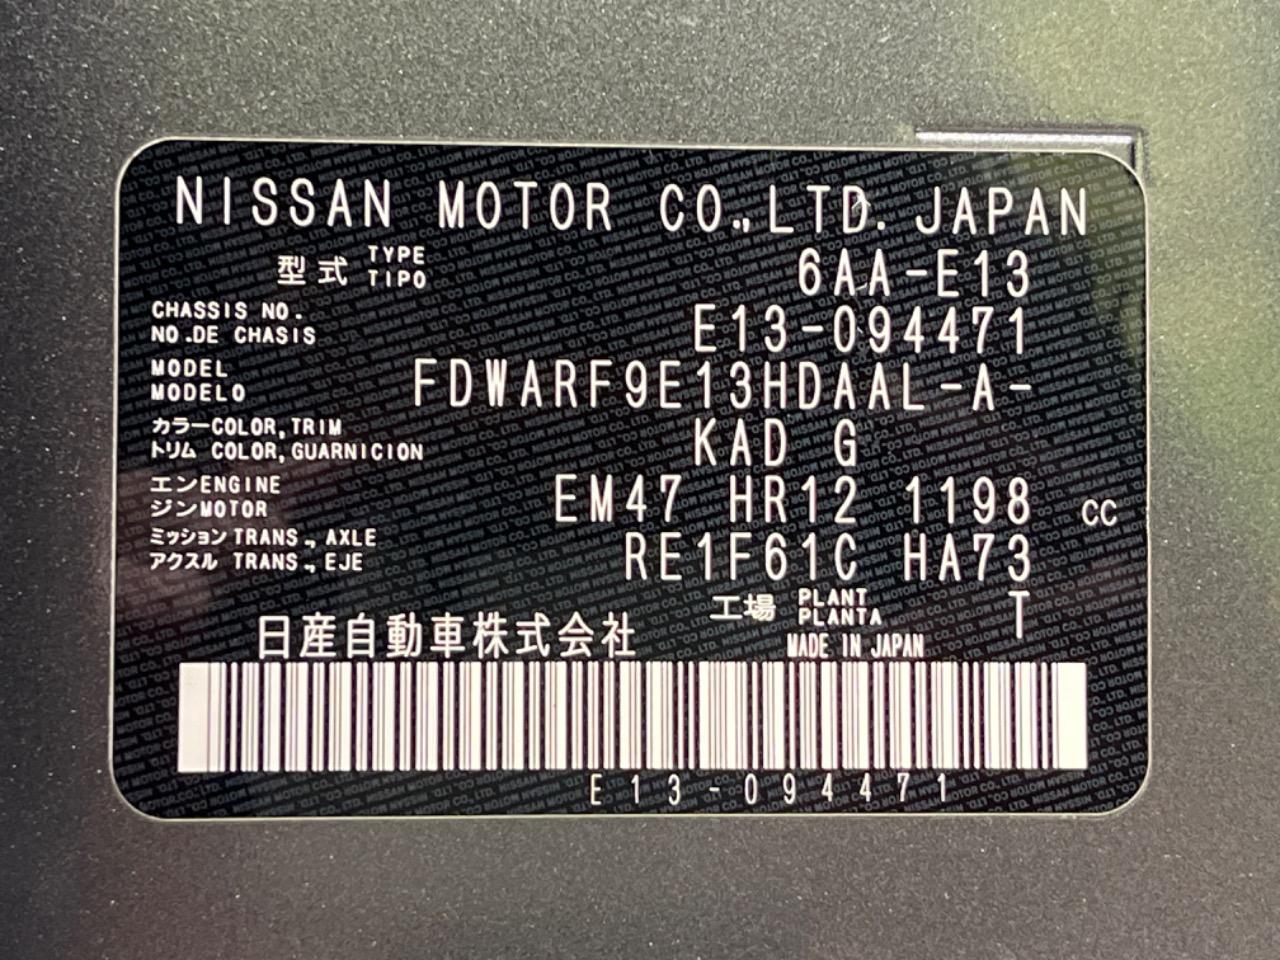 NISSAN MOTOR CO.,LTD. JAPAN
型式 TYPE TIPO 6AA-E13
CHASSIS NO. NO.DE CHASIS E13-094471
MODEL MODELO FDWARF9E13HDAAL-A-
カラーCOLOR,TRIM
トリム COLOR,GUARNICION KAD G
エンENGINE
ジンMOTOR EM47 HR12 1198 CC
ミッションTRANS.,AXLE
アクスル TRANS.,EJE RE1F61C HA73
工場 PLANT PLANTA T
日産自動車株式会社 MADE IN JAPAN
E13-094471